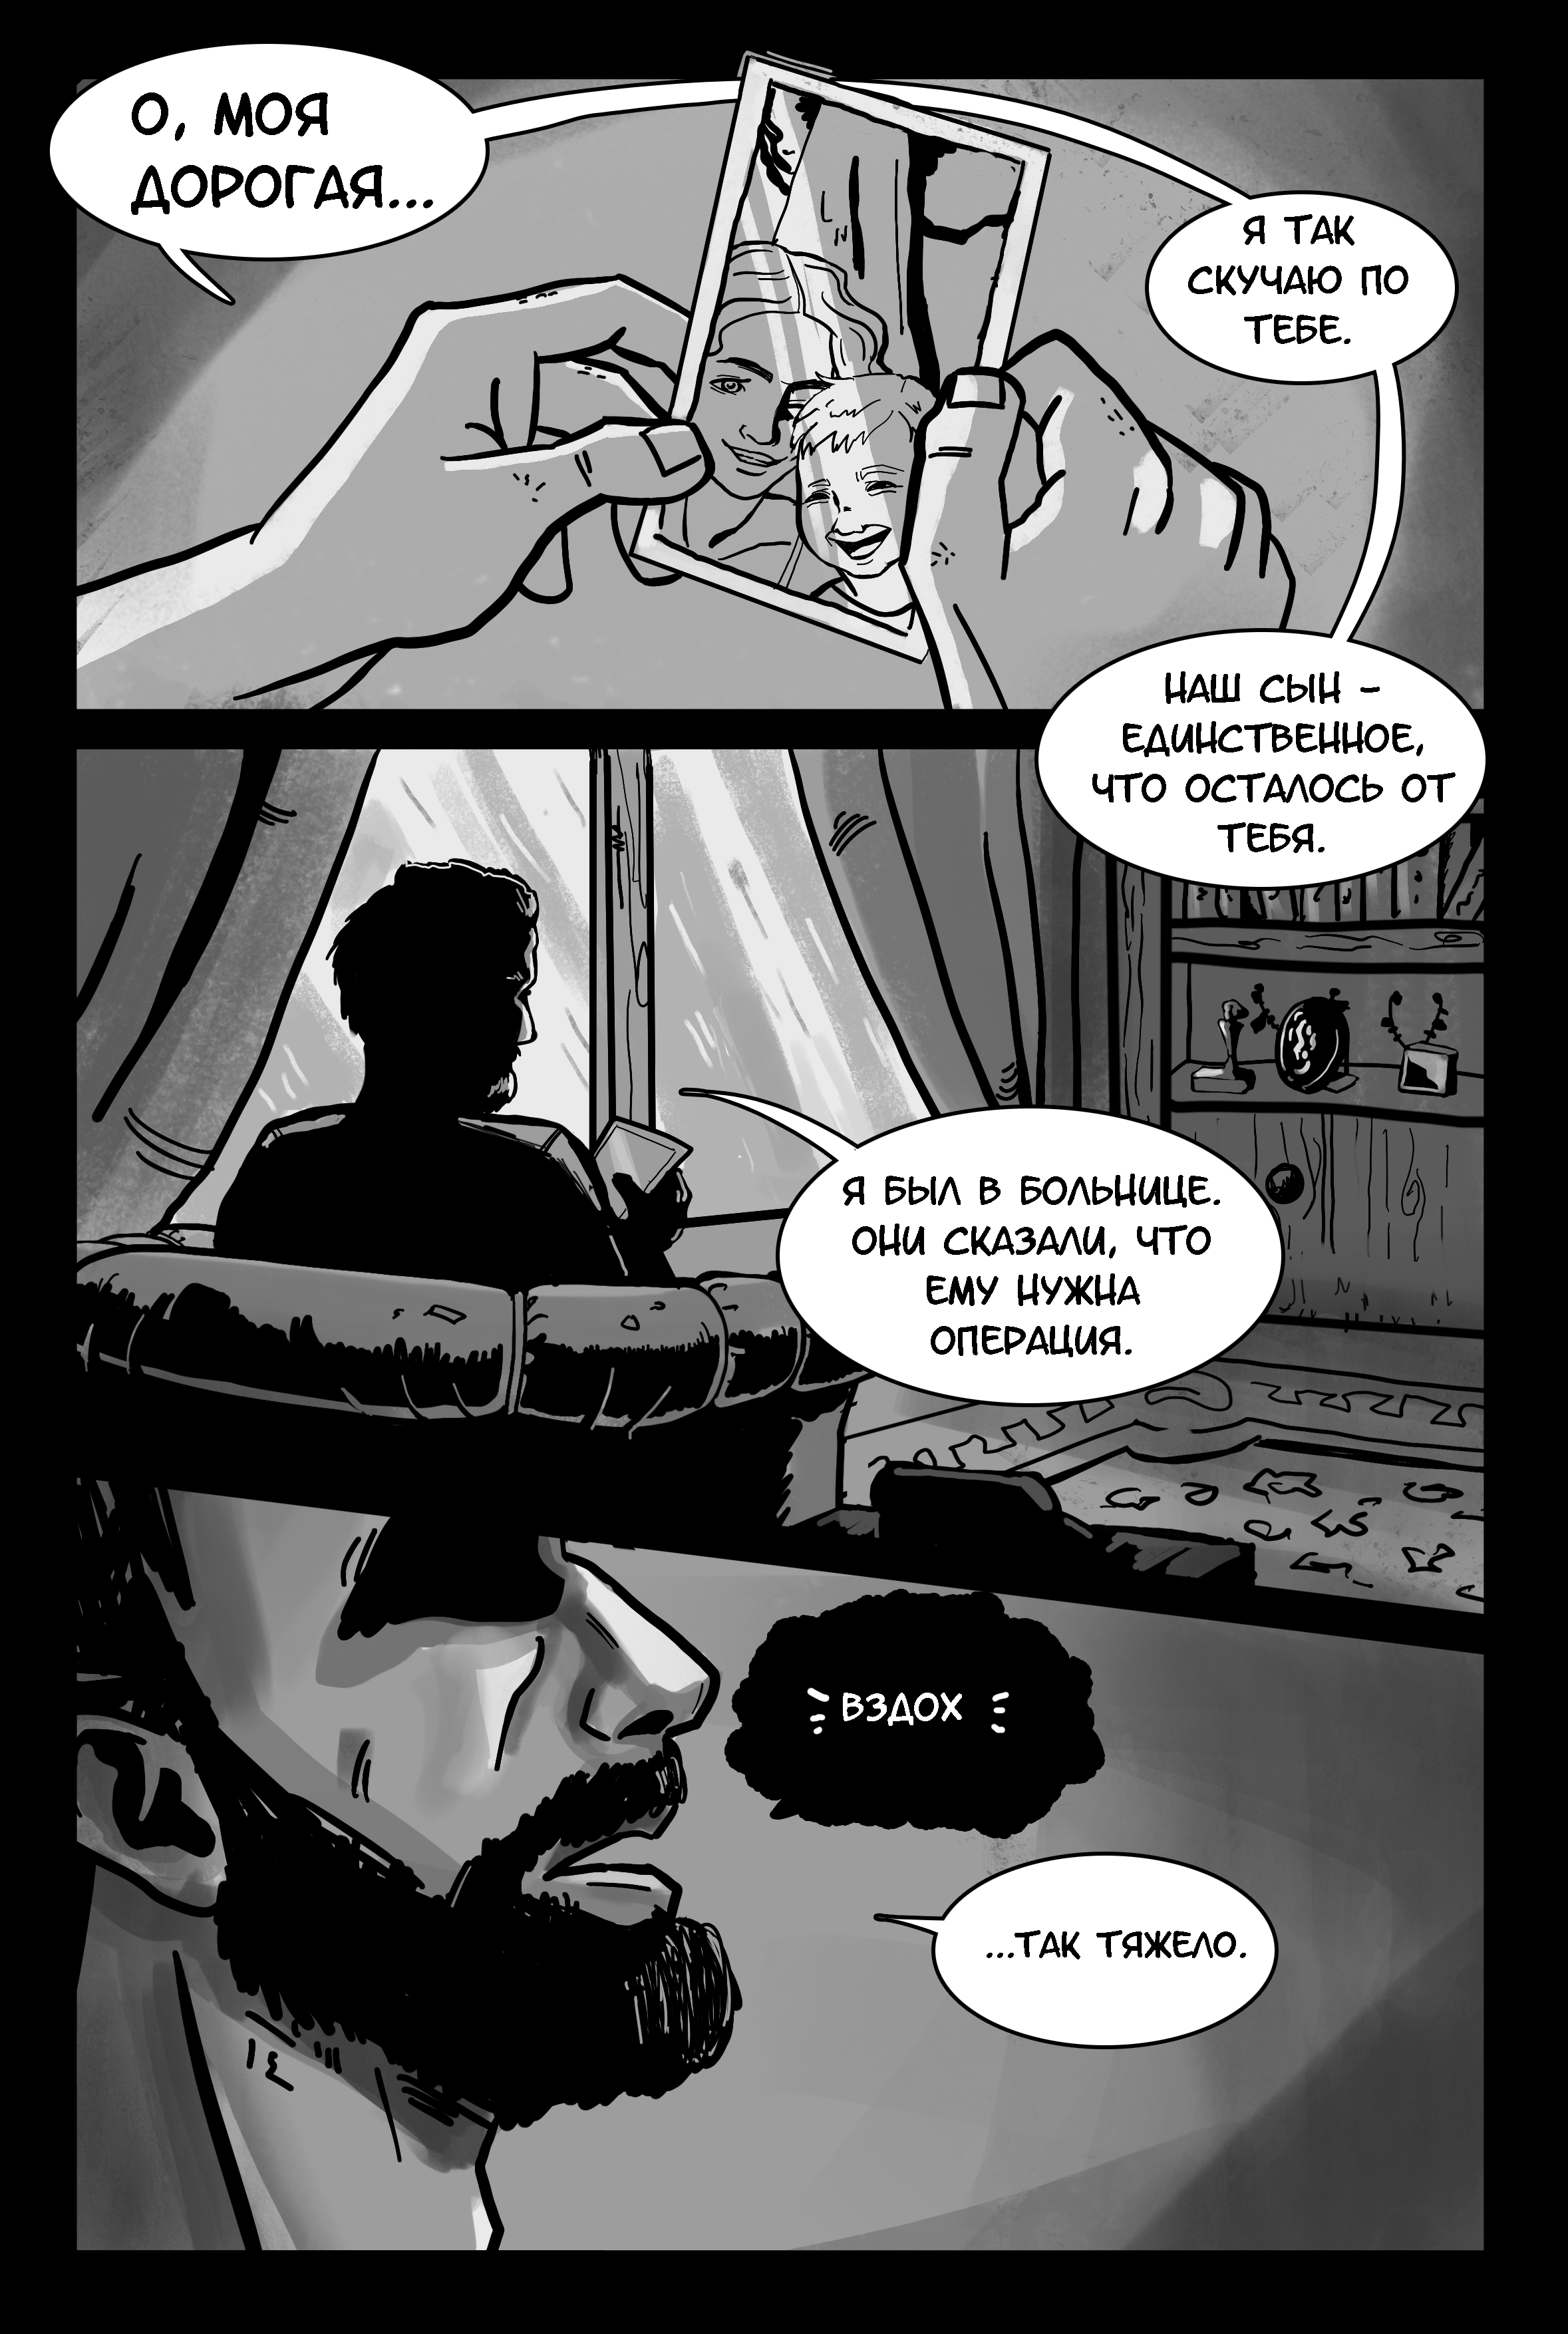 О, МОЯ
ДОРОГАЯ...
Я ТАК
СКУЧАЮ ПО
ТЕБЕ.
НАШ СЫН -
ЕДИНСТВЕННОЕ,
ЧТО ОСТАЛОСЬ ОТ
ТЕБЯ.
Я БЫЛ В БОЛЬНИЦЕ.
ОНИ СКАЗАЛИ, ЧТО
ЕМУ НУЖНА
ОПЕРАЦИЯ.
ВЗДОХ
...ТАК ТЯЖЕЛО.